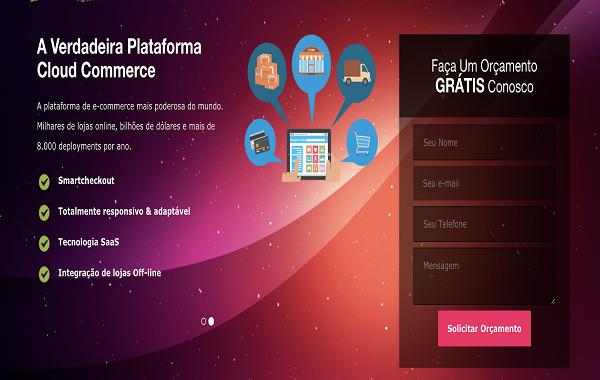 A Verdadeira Plataforma
Cloud Commerce
A plataforma de e-commerce mais poderosa do mundo.
Milhares de lojas online, bilhões de dólares e mais de
8.000 deployments por ano.
Smartcheckout
Totalmente responsivo & adaptável
Tecnologia SaaS
Integração de lojas Off-line
Faça Um Orçamento
GRÁTIS Conosco
Seu Nome
Seu e-mail
Seu Telefone
Mensagem
Solicitar Orçamento